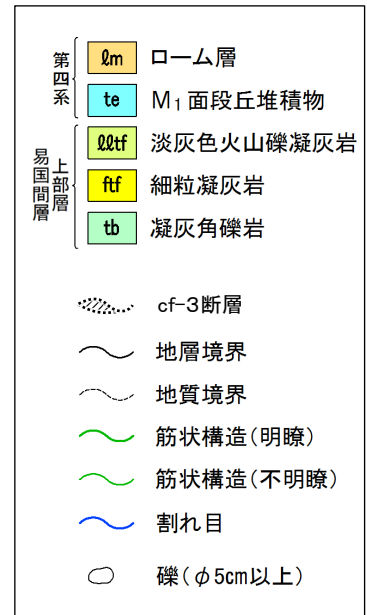 第四系
ℓm ローム層
te M₁面段丘堆積物
易国間層
上部層
ℓℓtf 淡灰色火山礫凝灰岩
ftf 細粒凝灰岩
tb 凝灰角礫岩
cf-3断層
地層境界
地質境界
筋状構造(明瞭)
筋状構造(不明瞭)
割れ目
礫(φ5cm以上)